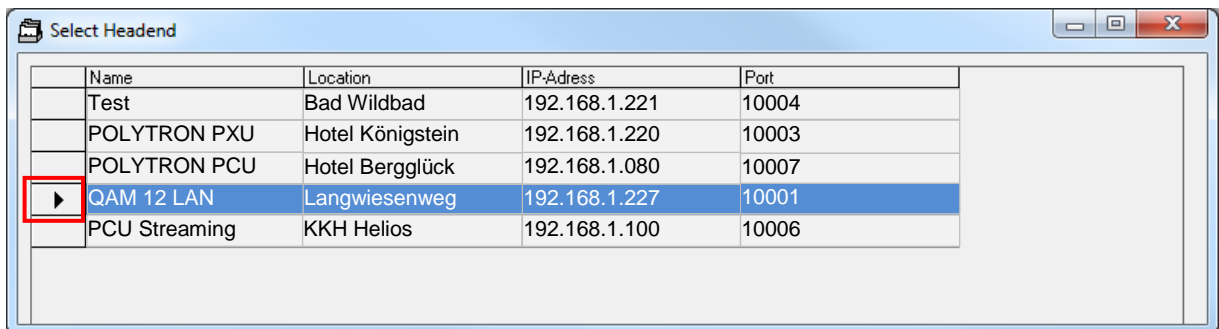 Select Headend
Name Location IP-Adress Port
Test Bad Wildbad 192.168.1.221 10004
POLYTRON PXU Hotel Königstein 192.168.1.220 10003
POLYTRON PCU Hotel Bergglück 192.168.1.080 10007
QAM 12 LAN Langwiesenweg 192.168.1.227 10001
PCU Streaming KKH Helios 192.168.1.100 10006